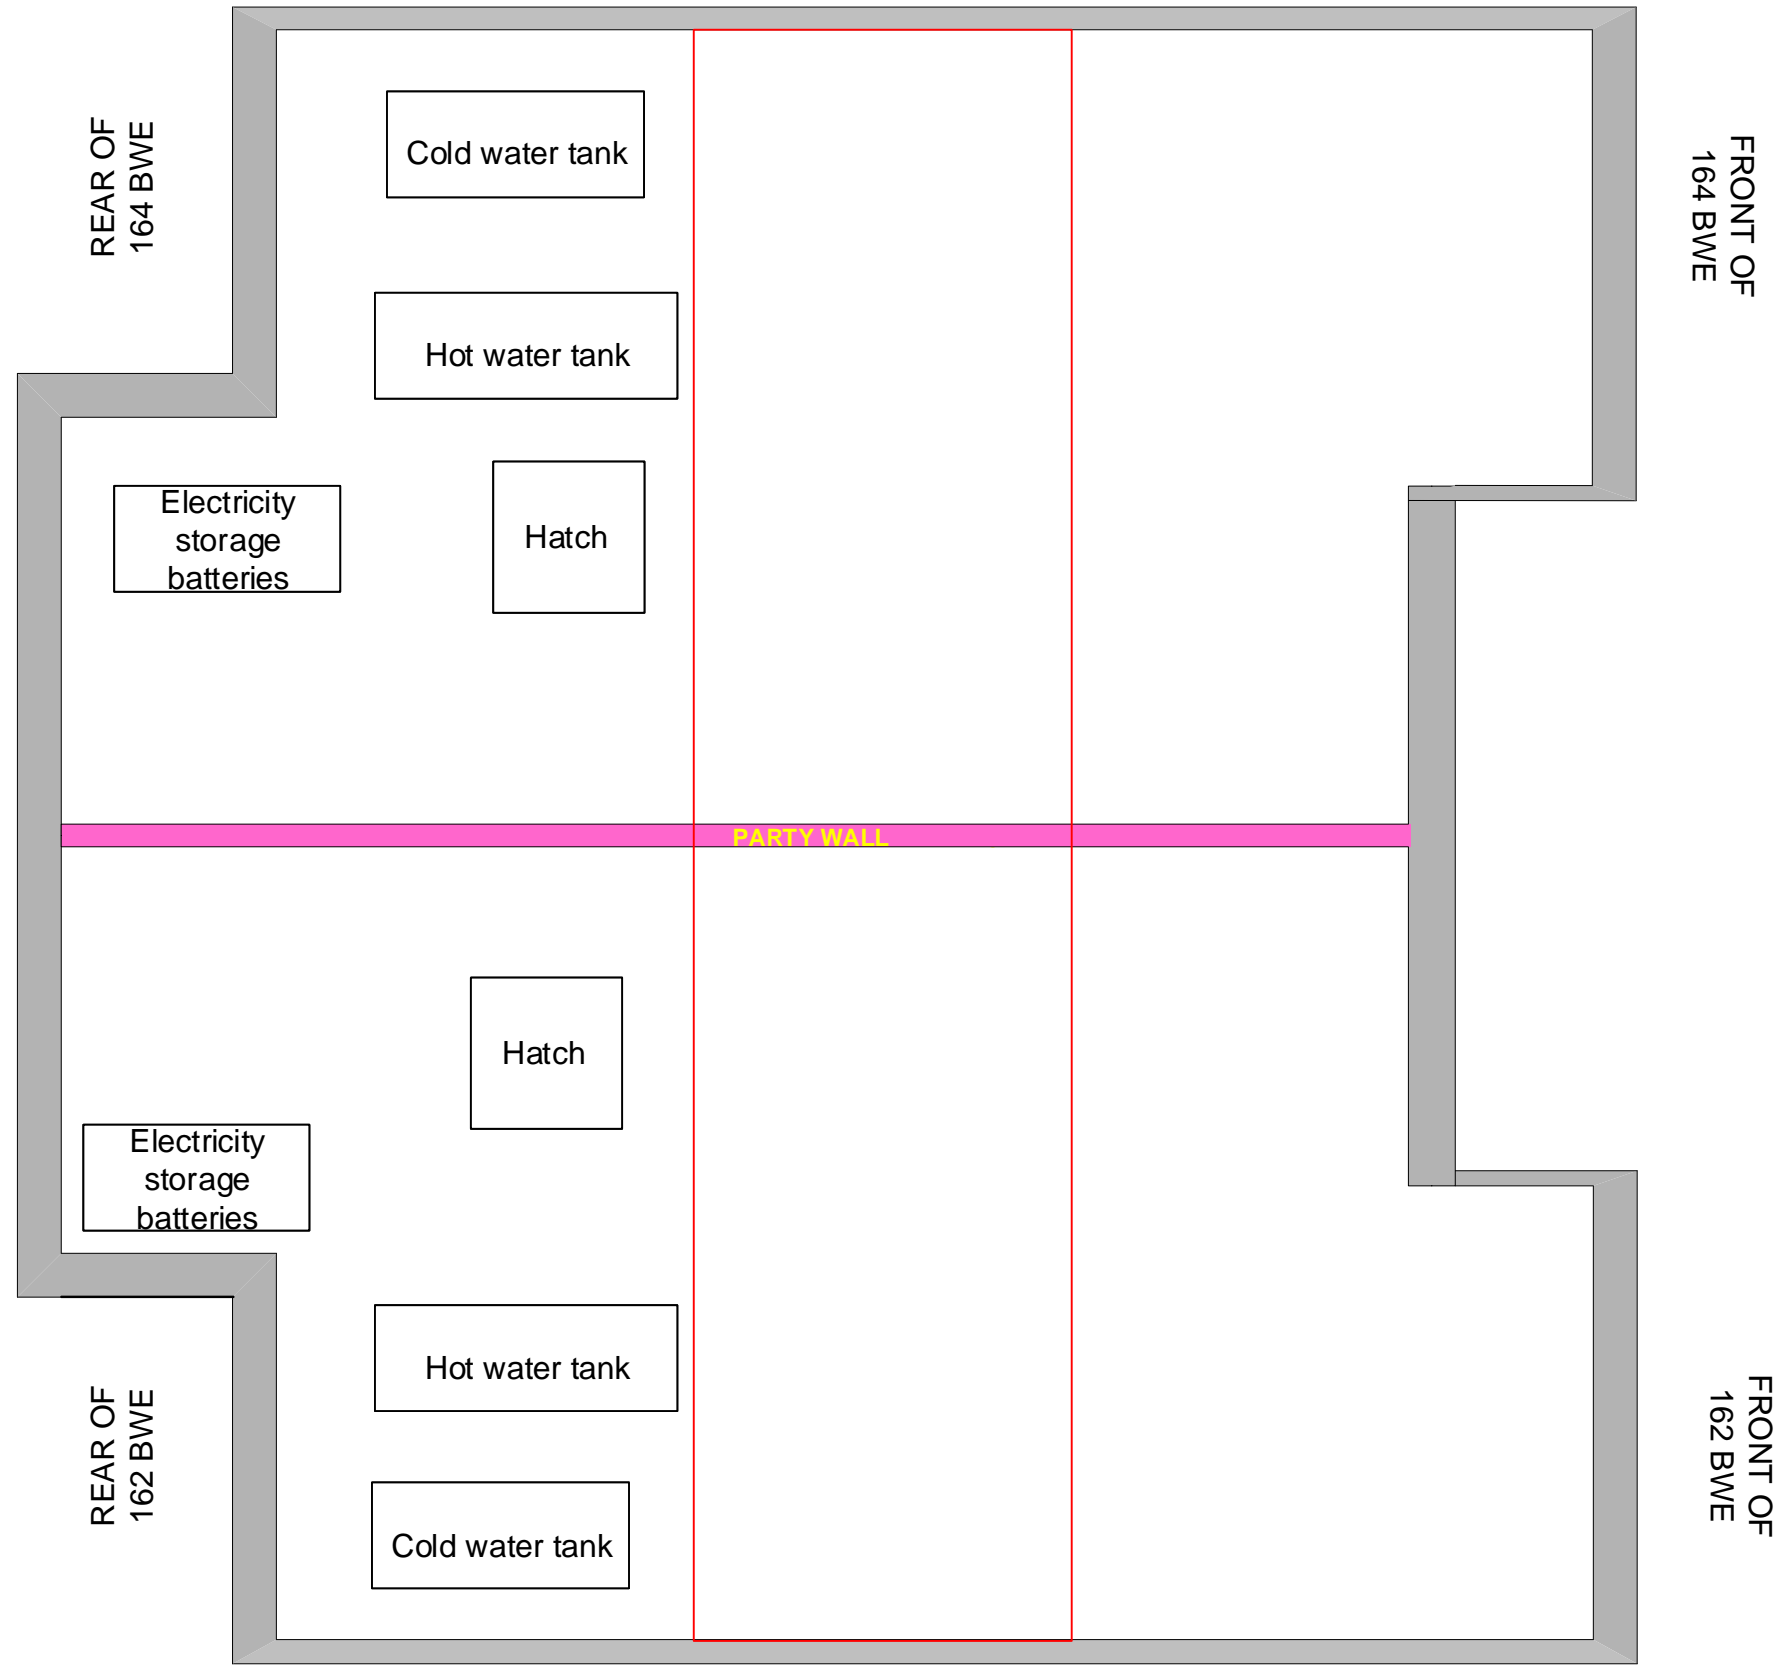 REAR OF
164 BWE
Cold water tank
FRONT OF
164 BWE
Hot water tank
Electricity
storage
batteries
Hatch
PARTY WALL
Hatch
Electricity
storage
batteries
Hot water tank
REAR OF
162 BWE
FRONT OF
162 BWE
Cold water tank